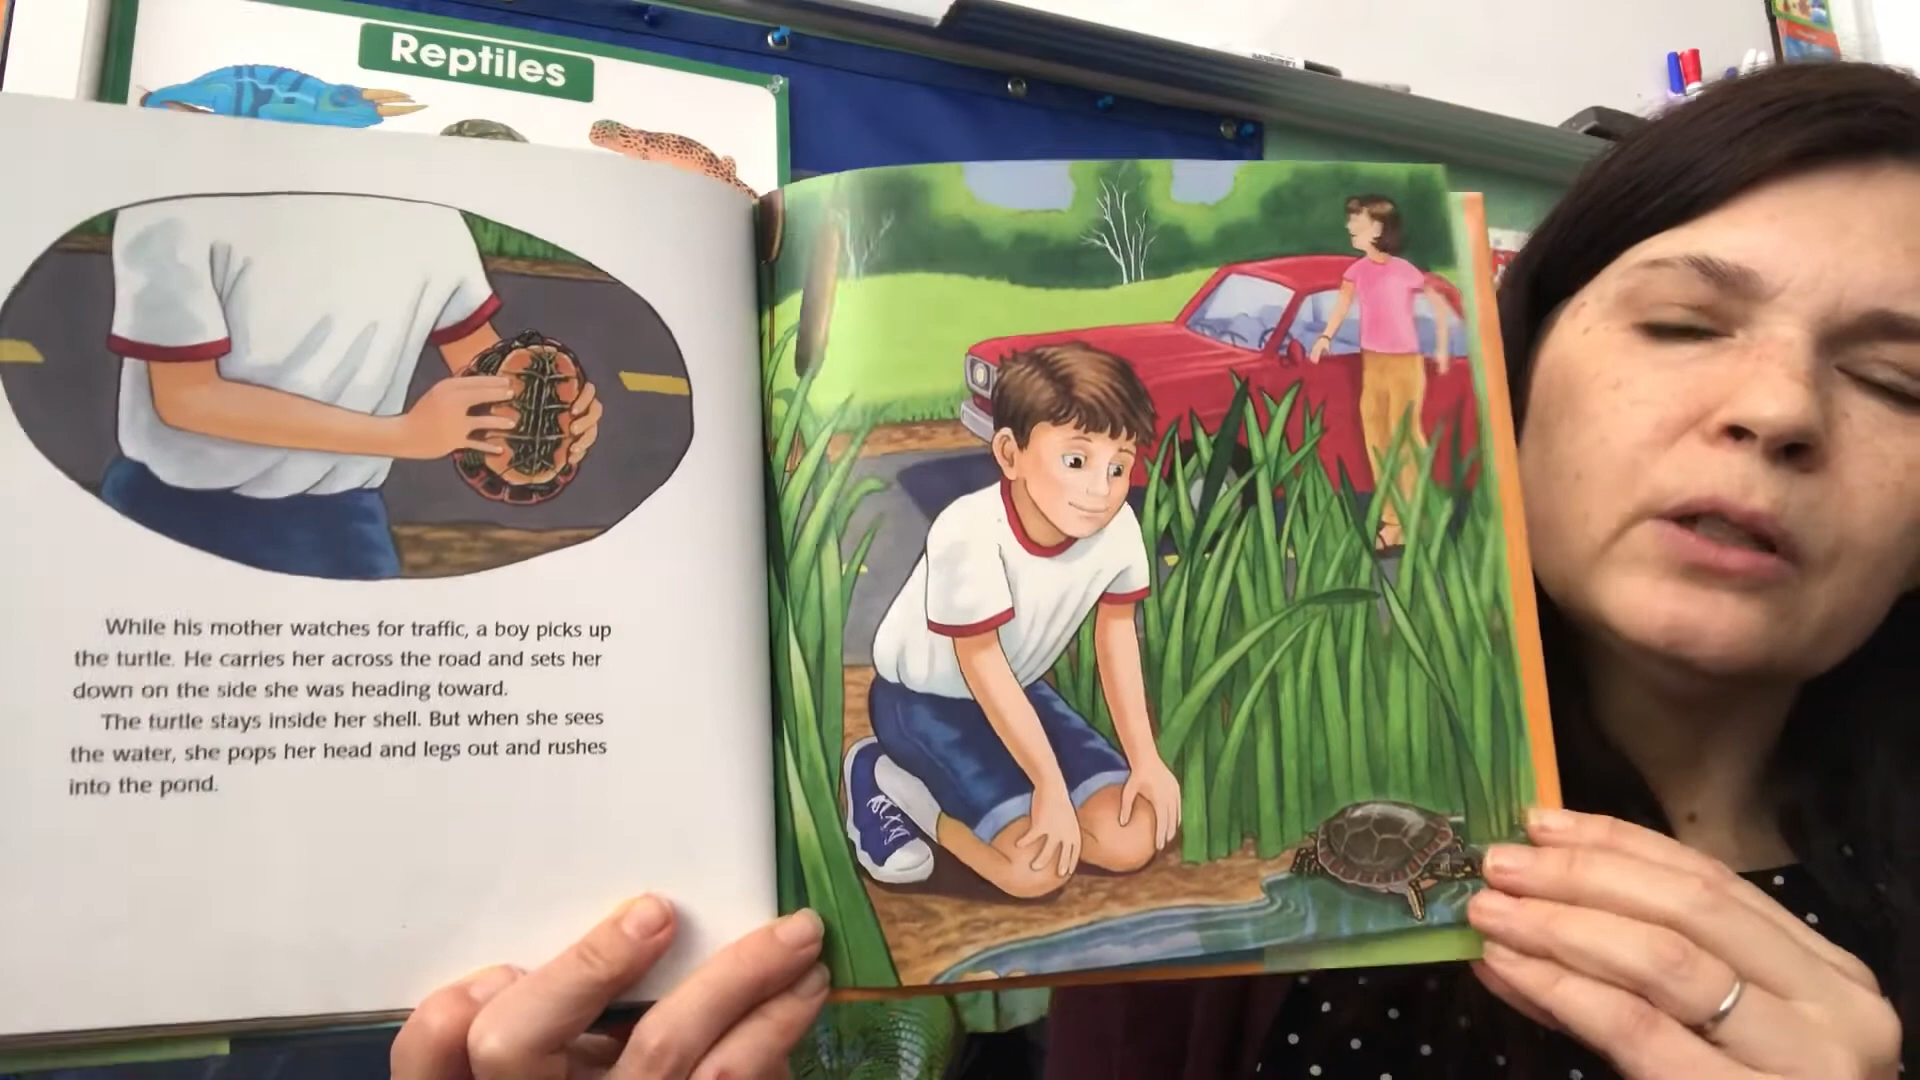 Reptiles
While his mother watches for traffic, a boy picks up
the turtle. He carries her across the road and sets her
down on the side she was heading toward.
The turtle stays inside her shell. But when she sees
the water, she pops her head and legs out and rushes
into the pond.